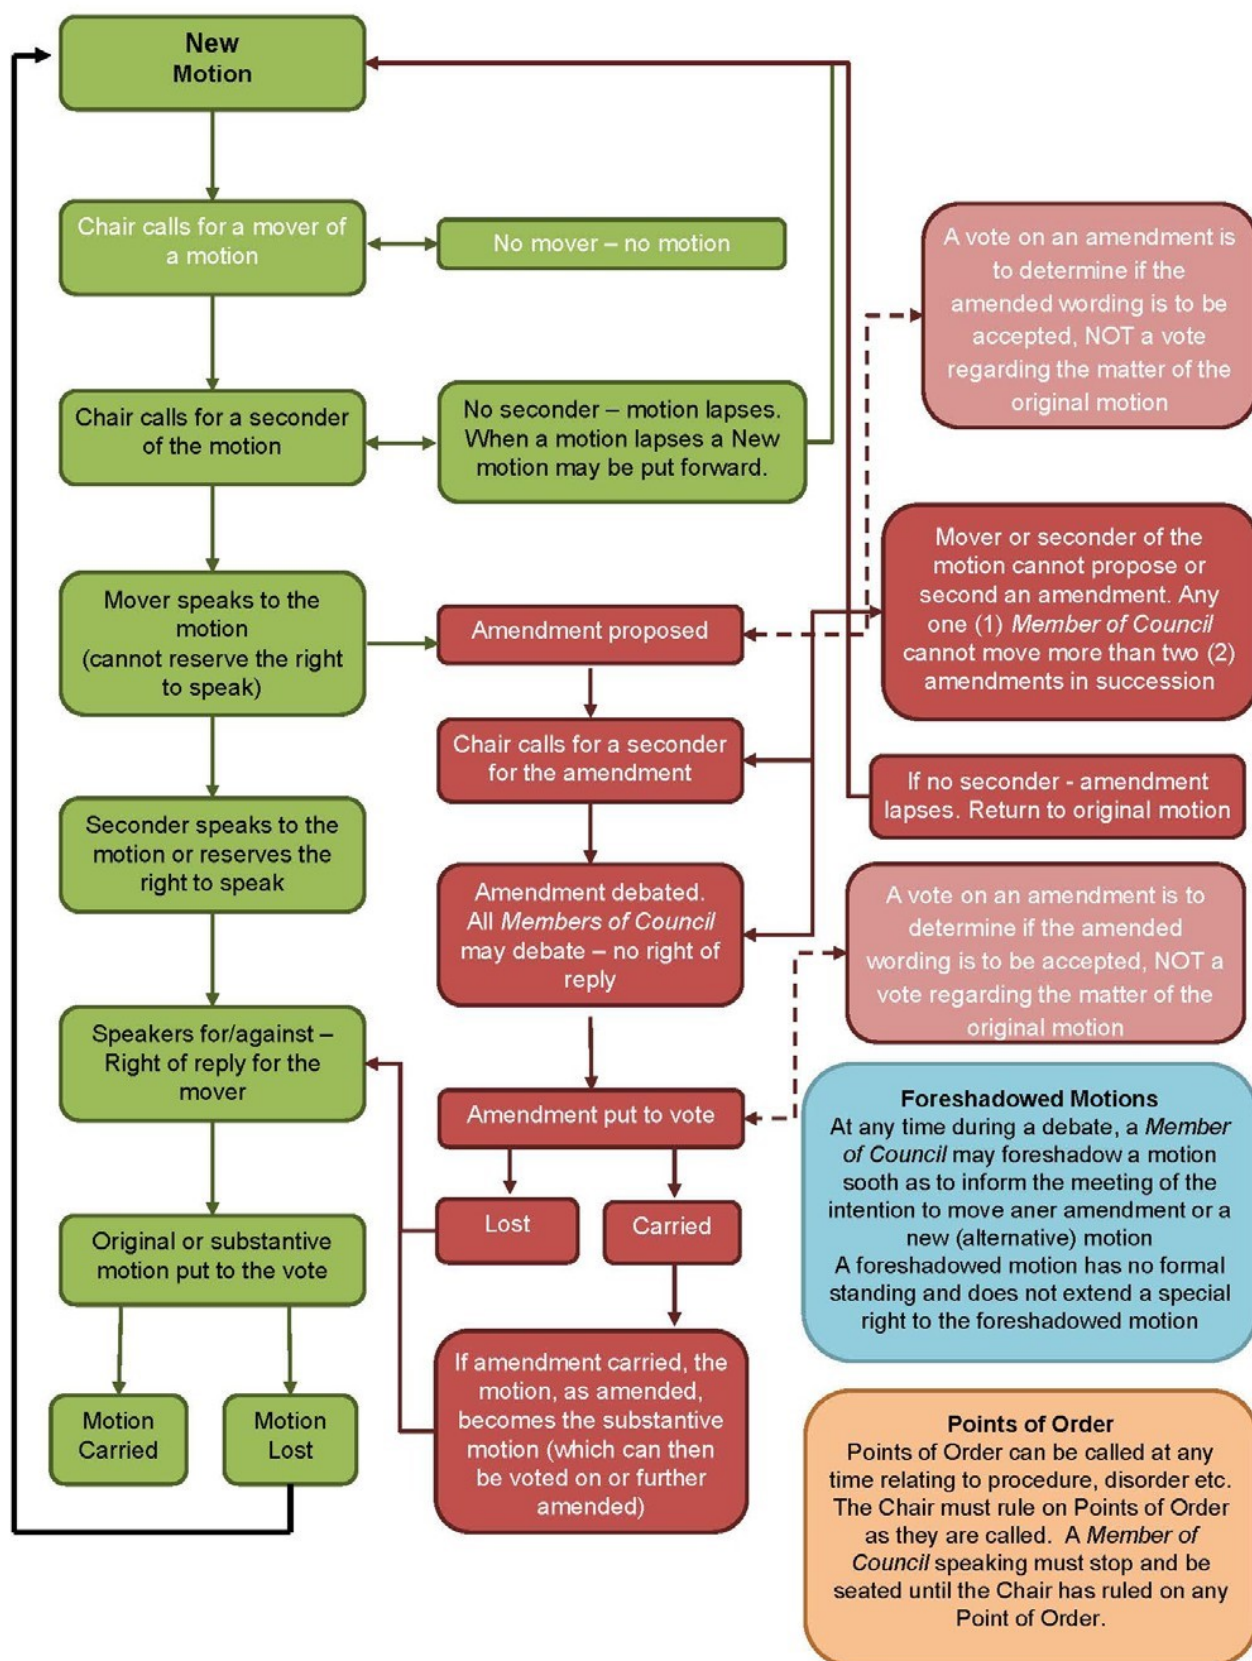 New
Motion
Chair calls for a mover of
a motion
No mover – no motion
Chair calls for a seconder
of the motion
No seconder – motion lapses.
When a motion lapses a New
motion may be put forward.
Mover speaks to the
motion
(cannot reserve the right
to speak)
Seconder speaks to the
motion or reserves the
right to speak
Speakers for/against –
Right of reply for the
mover
Original or substantive
motion put to the vote
Motion
Carried
Motion
Lost
Amendment proposed
Chair calls for a seconder
for the amendment
Amendment debated.
All Members of Council
may debate – no right of
reply
Amendment put to vote
Lost
Carried
If amendment carried, the
motion, as amended,
becomes the substantive
motion (which can then
be voted on or further
amended)
A vote on an amendment is
to determine if the
amended wording is to be
accepted, NOT a vote
regarding the matter of the
original motion
Mover or seconder of the
motion cannot propose or
second an amendment. Any
one (1) Member of Council
cannot move more than two (2)
amendments in succession
If no seconder - amendment
lapses. Return to original motion
A vote on an amendment is to
determine if the amended
wording is to be accepted, NOT a
vote regarding the matter of the
original motion
Foreshadowed Motions
At any time during a debate, a Member
of Council may foreshadow a motion
sooth as to inform the meeting of the
intention to move aner amendment or a
new (alternative) motion
A foreshadowed motion has no formal
standing and does not extend a special
right to the foreshadowed motion
Points of Order
Points of Order can be called at any
time relating to procedure, disorder etc.
The Chair must rule on Points of Order
as they are called. A Member of
Council speaking must stop and be
seated until the Chair has ruled on any
Point of Order.